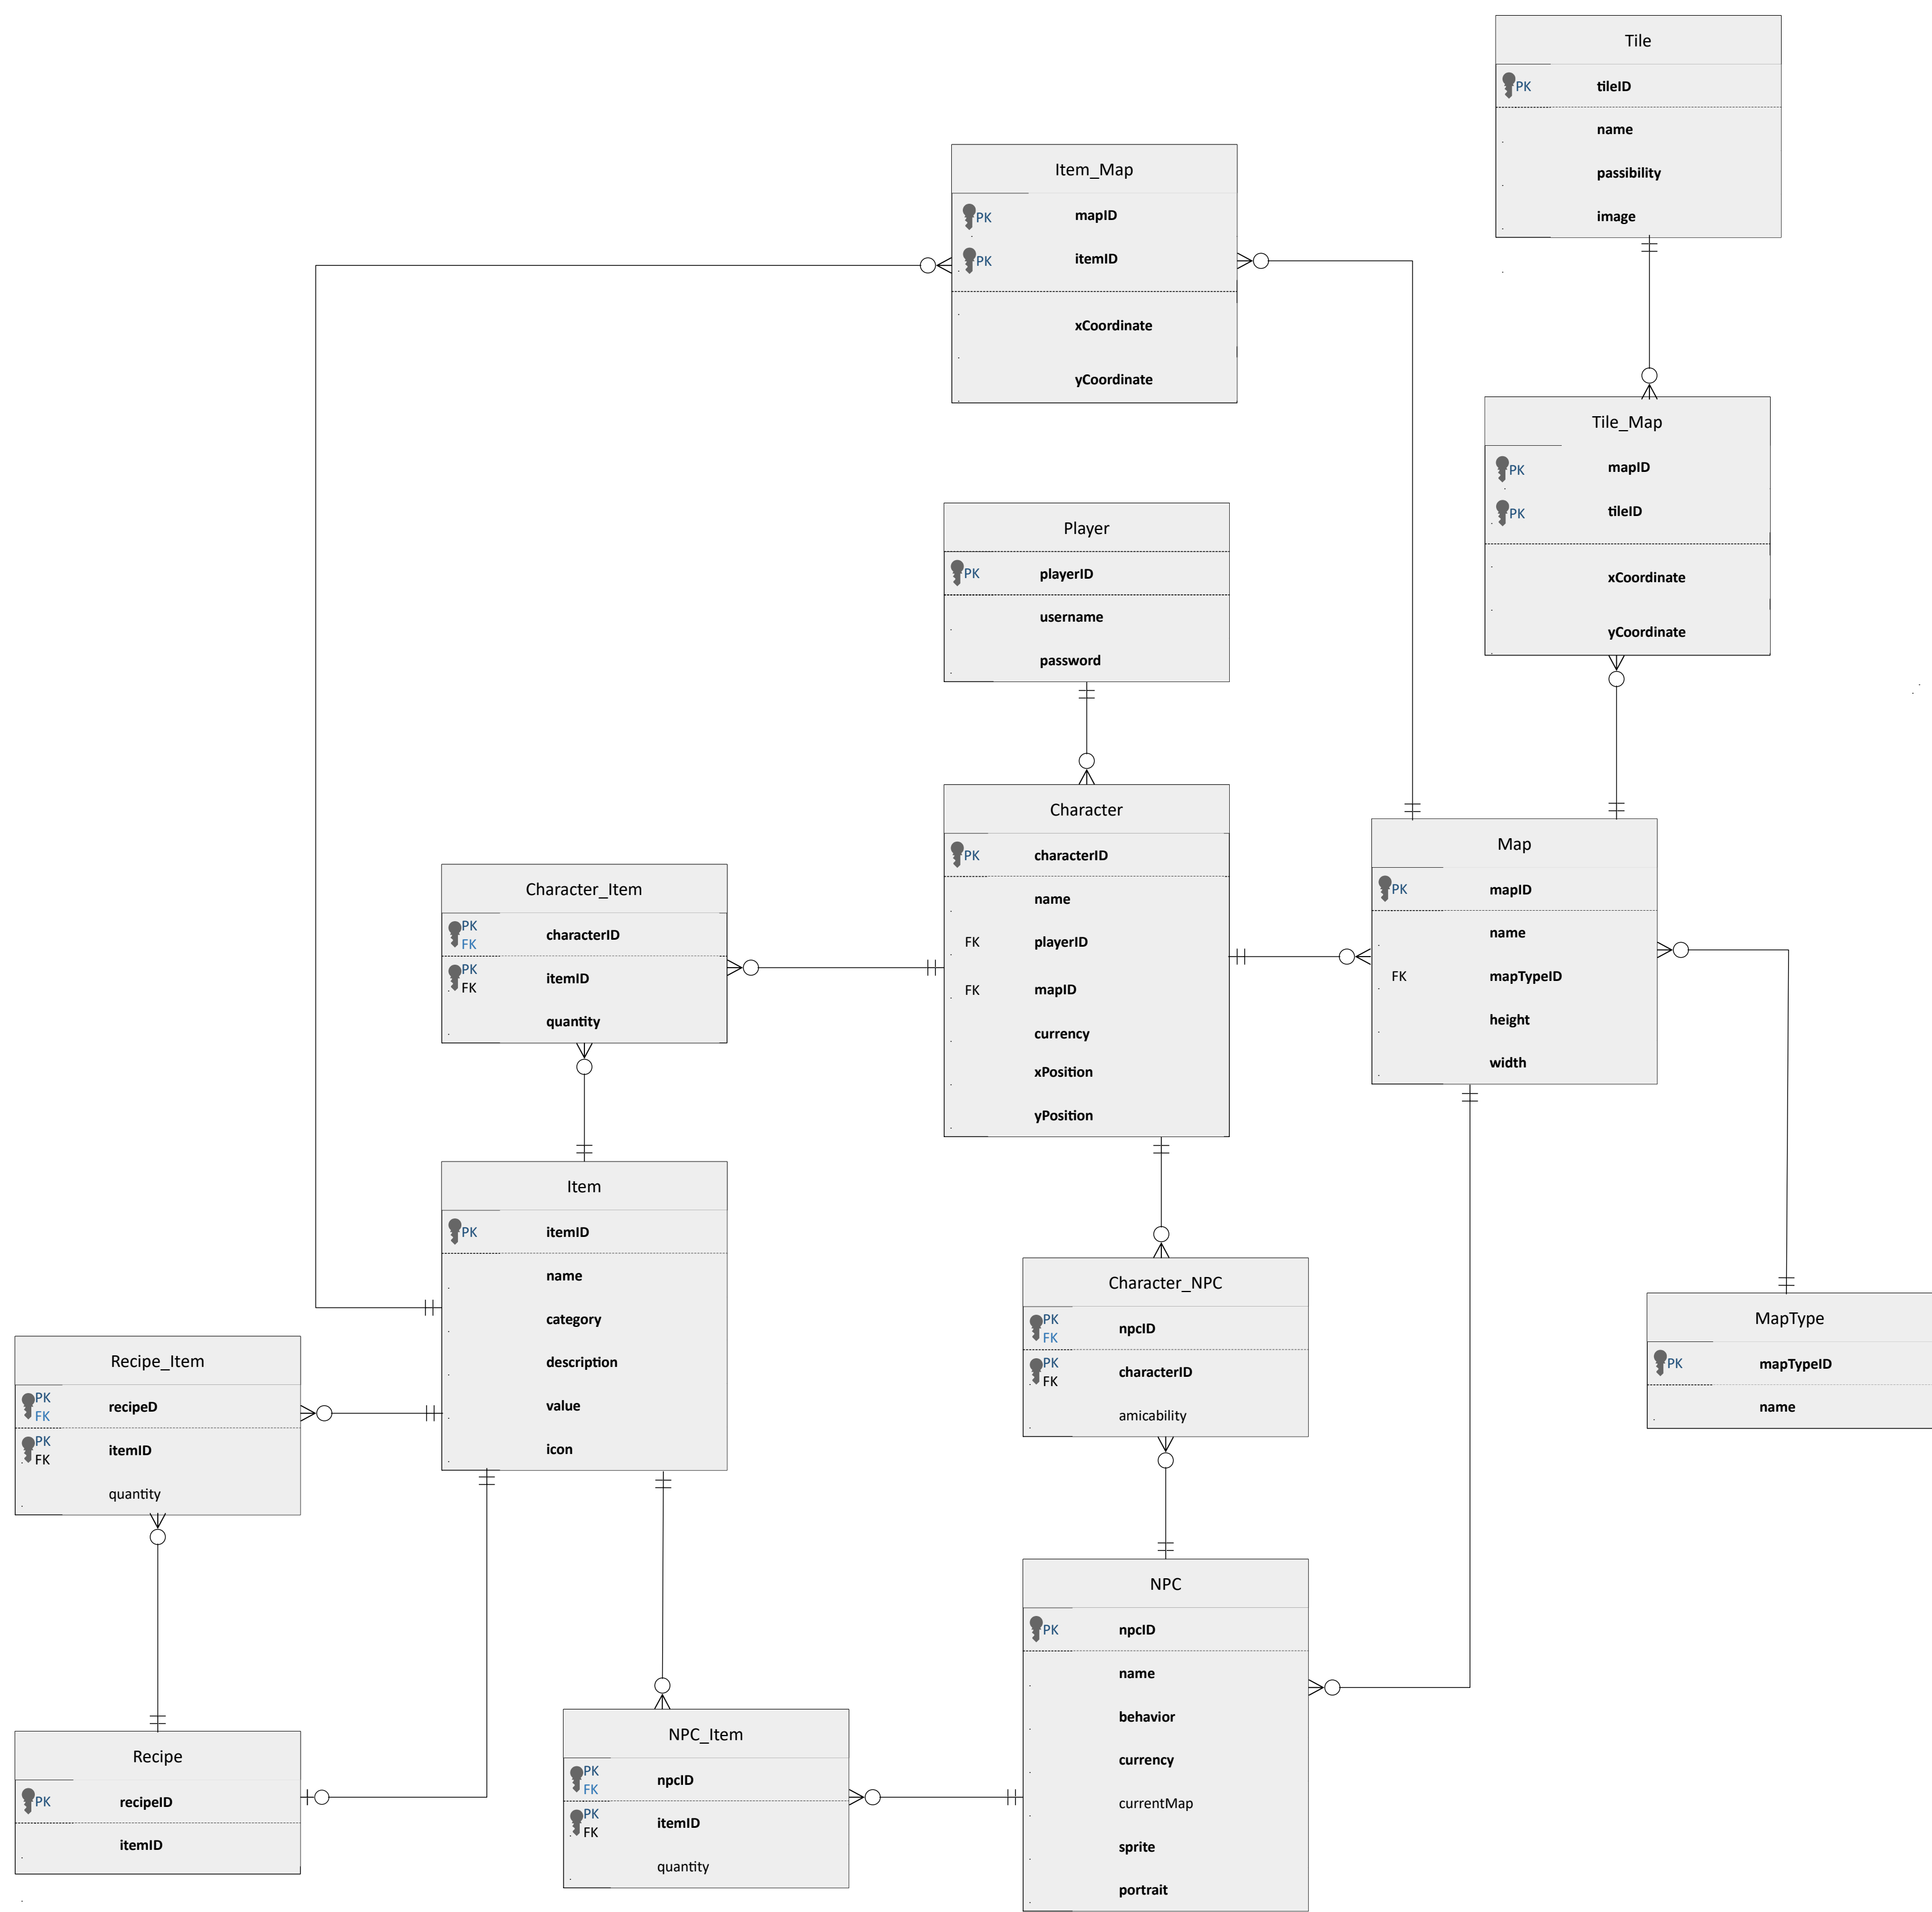 Tile
PK tileID
name
passibility
image
Item_Map
PK mapID
PK itemID
xCoordinate
yCoordinate
Tile_Map
PK mapID
PK tileID
xCoordinate
yCoordinate
Player
PK playerID
username
password
Character
PK characterID
name
FK playerID
FK mapID
currency
xPosition
yPosition
Map
PK mapID
name
FK mapTypeID
height
width
Character_Item
PK
FK characterID
PK
FK itemID
quantity
Item
PK itemID
name
category
description
value
icon
Character_NPC
PK
FK npcID
PK
FK characterID
amicability
MapType
PK mapTypeID
name
Recipe_Item
PK
FK recipeD
PK
FK itemID
quantity
NPC
PK npcID
name
behavior
currency
currentMap
sprite
portrait
NPC_Item
PK
FK npcID
PK
FK itemID
quantity
Recipe
PK recipeID
itemID